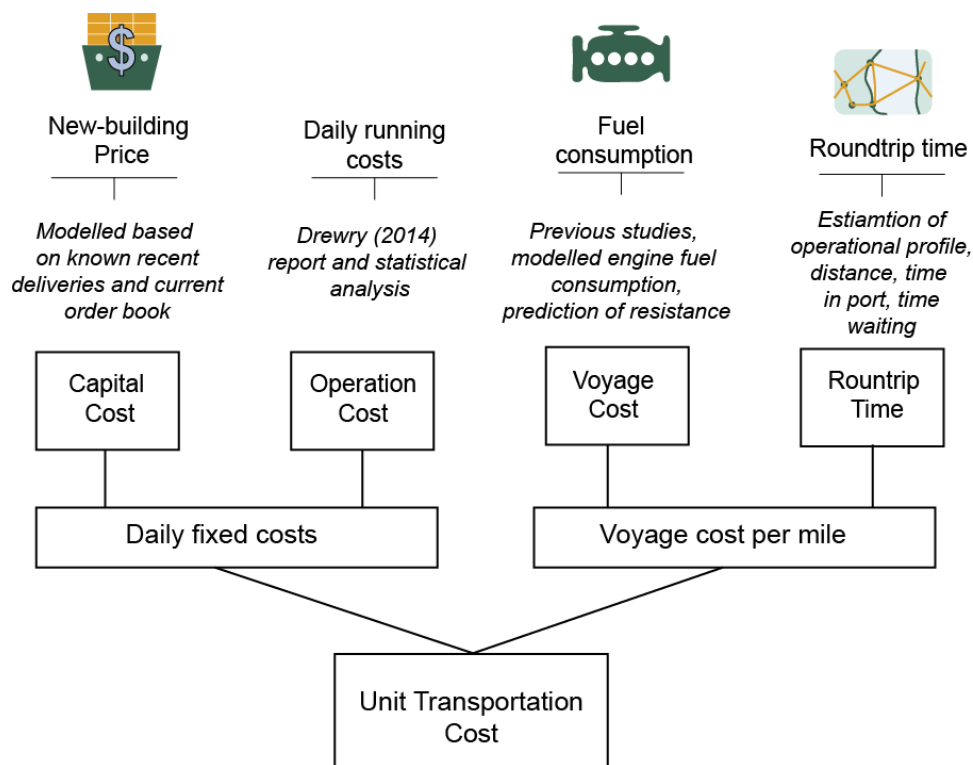 $
New-building
Price
Daily running
costs
Fuel
consumption
Roundtrip time
Modelled based
on known recent
deliveries and current
order book
Drewry (2014)
report and statistical
analysis
Previous studies,
modelled engine fuel
consumption,
prediction of resistance
Estiamtion of
operational profile,
distance, time
in port, time
waiting
Capital
Cost
Operation
Cost
Voyage
Cost
Rountrip
Time
Daily fixed costs
Voyage cost per mile
Unit Transportation
Cost